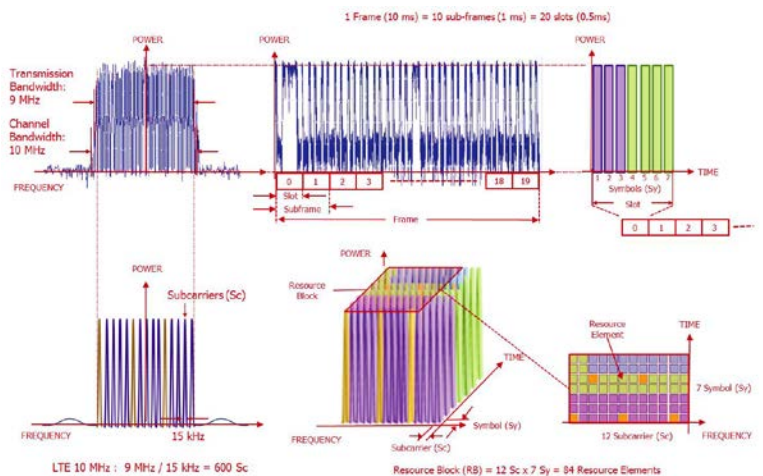 1 Frame (10 ms) = 10 sub-frames (1 ms) = 20 slots (0.5ms)
POWER
Transmission
Bandwidth:
9 MHz
Channel
Bandwidth:
10 MHz
FREQUENCY
POWER
0 1 2 3 18 19
Slot
Subframe
Frame
TIME
POWER
1 2 3 4 5 6 7
Symbols (Sy)
Slot
TIME
0 1 2 3
POWER
Subcarriers (Sc)
15 kHz
FREQUENCY
LTE 10 MHz : 9 MHz / 15 kHz = 600 Sc
POWER
Resource
Block
TIME
Symbol (Sy)
Subcarrier (Sc)
FREQUENCY
Resource
Element
TIME
7 Symbol (Sy)
FREQUENCY
12 Subcarrier (Sc)
Resource Block (RB) = 12 Sc x 7 Sy = 84 Resource Elements